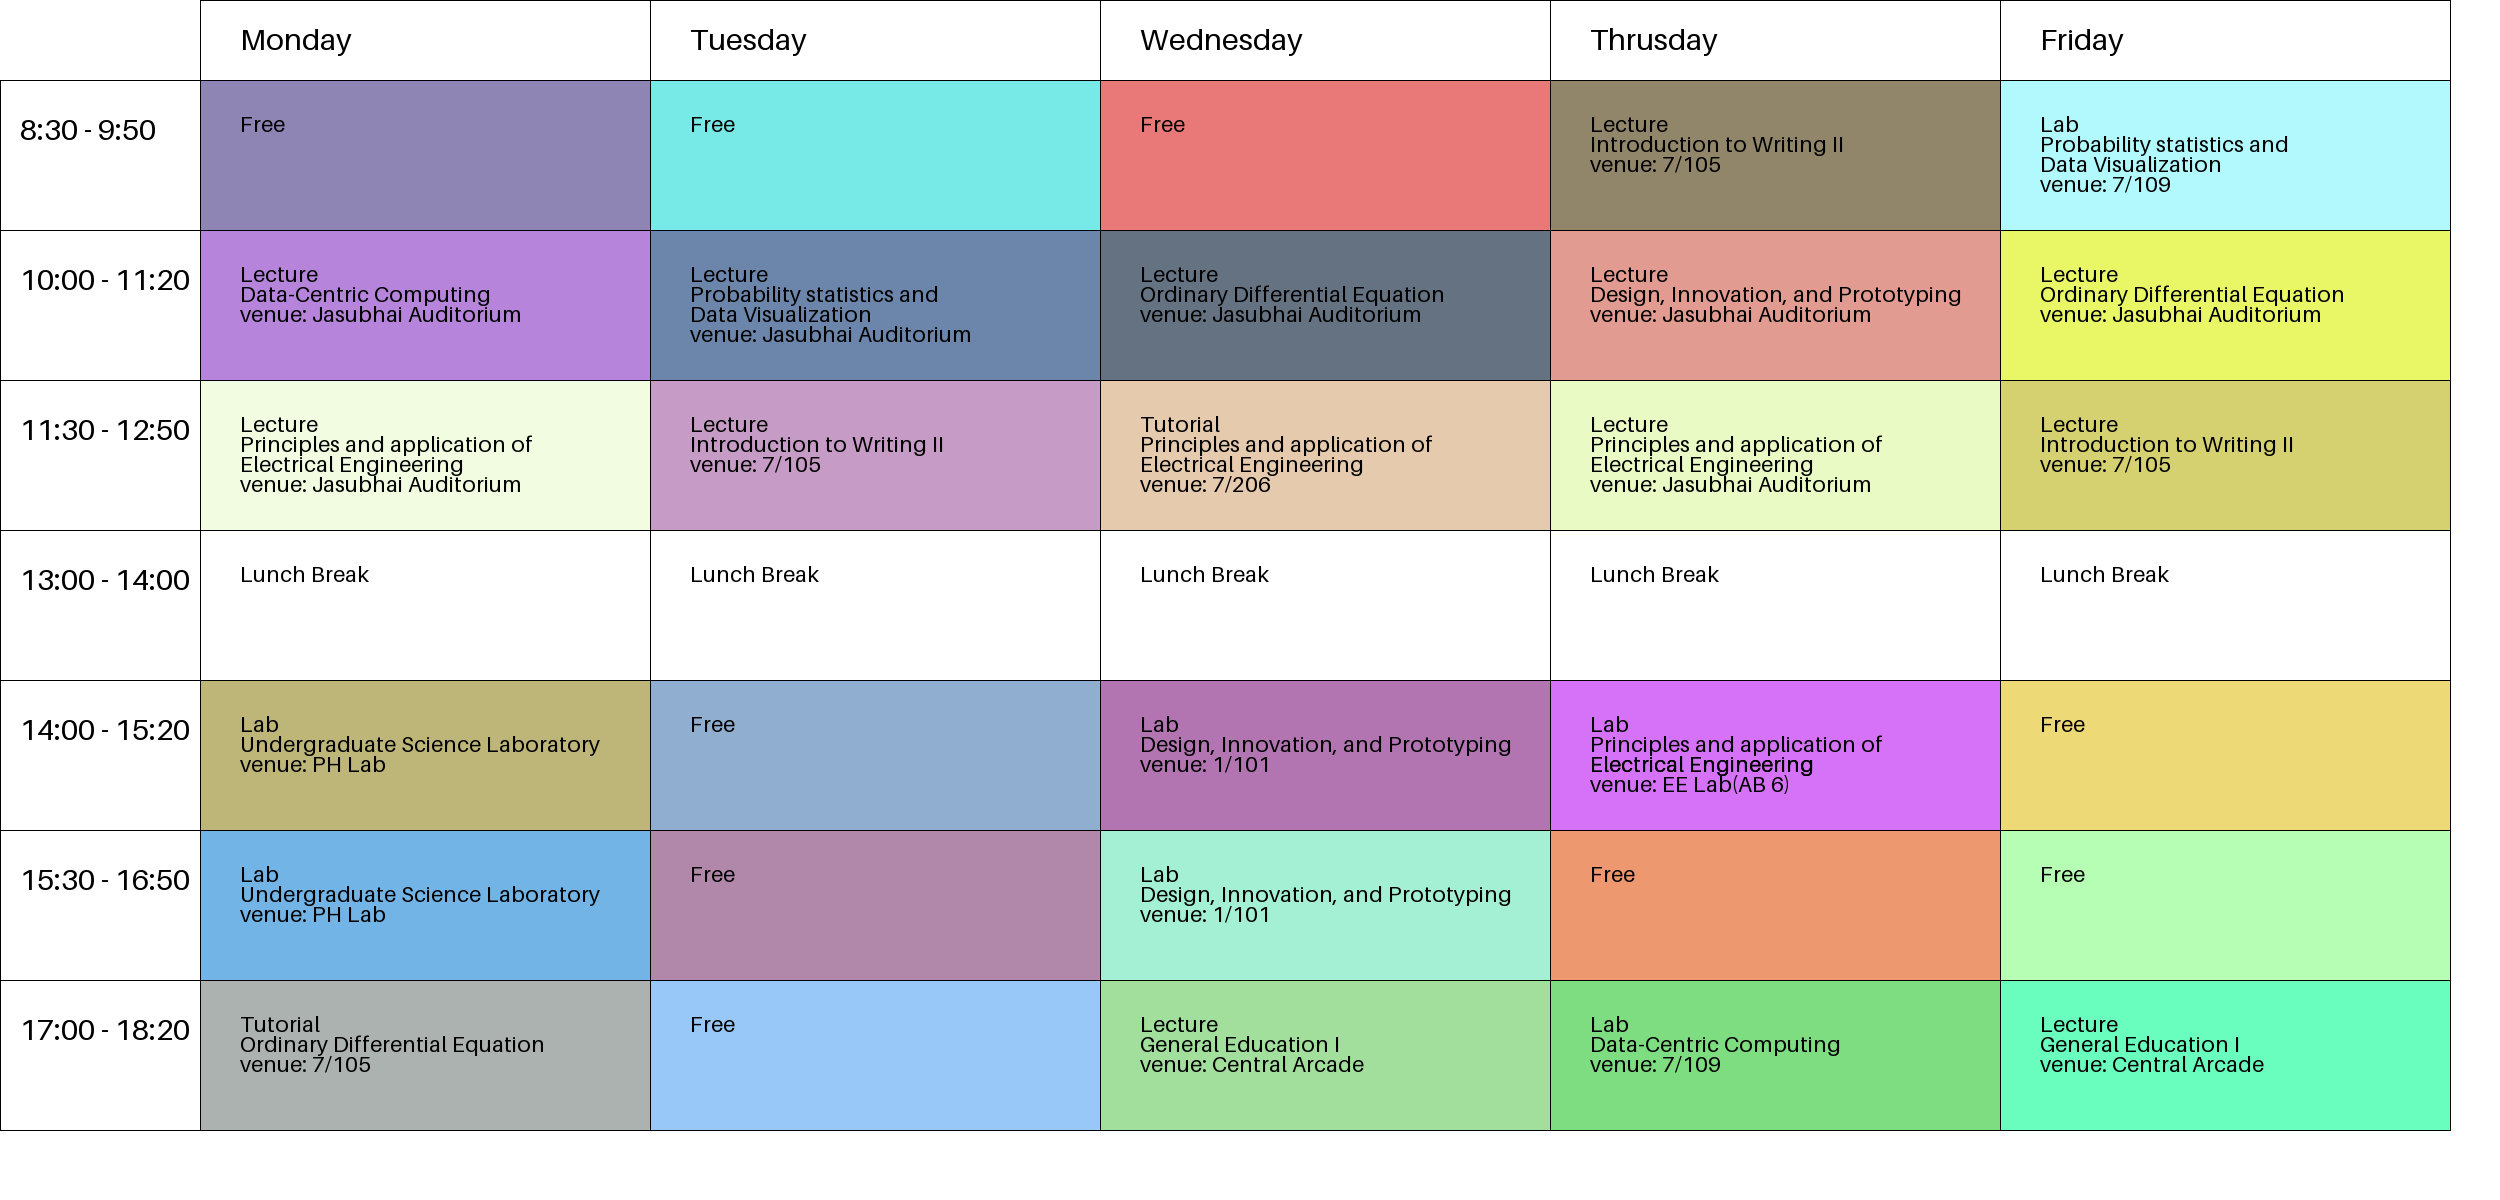 Monday
Tuesday
Wednesday
Thrusday
Friday
8:30 - 9:50
Free
Free
Free
Lecture
Introduction to Writing II
venue: 7/105
Lab
Probability statistics and
Data Visualization
venue: 7/109
10:00 - 11:20
Lecture
Data-Centric Computing
venue: Jasubhai Auditorium
Lecture
Probability statistics and
Data Visualization
venue: Jasubhai Auditorium
Lecture
Ordinary Differential Equation
venue: Jasubhai Auditorium
Lecture
Design, Innovation, and Prototyping
venue: Jasubhai Auditorium
Lecture
Ordinary Differential Equation
venue: Jasubhai Auditorium
11:30 - 12:50
Lecture
Principles and application of
Electrical Engineering
venue: Jasubhai Auditorium
Lecture
Introduction to Writing II
venue: 7/105
Tutorial
Principles and application of
Electrical Engineering
venue: 7/206
Lecture
Principles and application of
Electrical Engineering
venue: Jasubhai Auditorium
Lecture
Introduction to Writing II
venue: 7/105
13:00 - 14:00
Lunch Break
Lunch Break
Lunch Break
Lunch Break
Lunch Break
14:00 - 15:20
Lab
Undergraduate Science Laboratory
venue: PH Lab
Free
Lab
Design, Innovation, and Prototyping
venue: 1/101
Lab
Principles and application of
Electrical Engineering
venue: EE Lab(AB 6)
Free
15:30 - 16:50
Lab
Undergraduate Science Laboratory
venue: PH Lab
Free
Lab
Design, Innovation, and Prototyping
venue: 1/101
Free
Free
17:00 - 18:20
Tutorial
Ordinary Differential Equation
venue: 7/105
Free
Lecture
General Education I
venue: Central Arcade
Lab
Data-Centric Computing
venue: 7/109
Lecture
General Education I
venue: Central Arcade